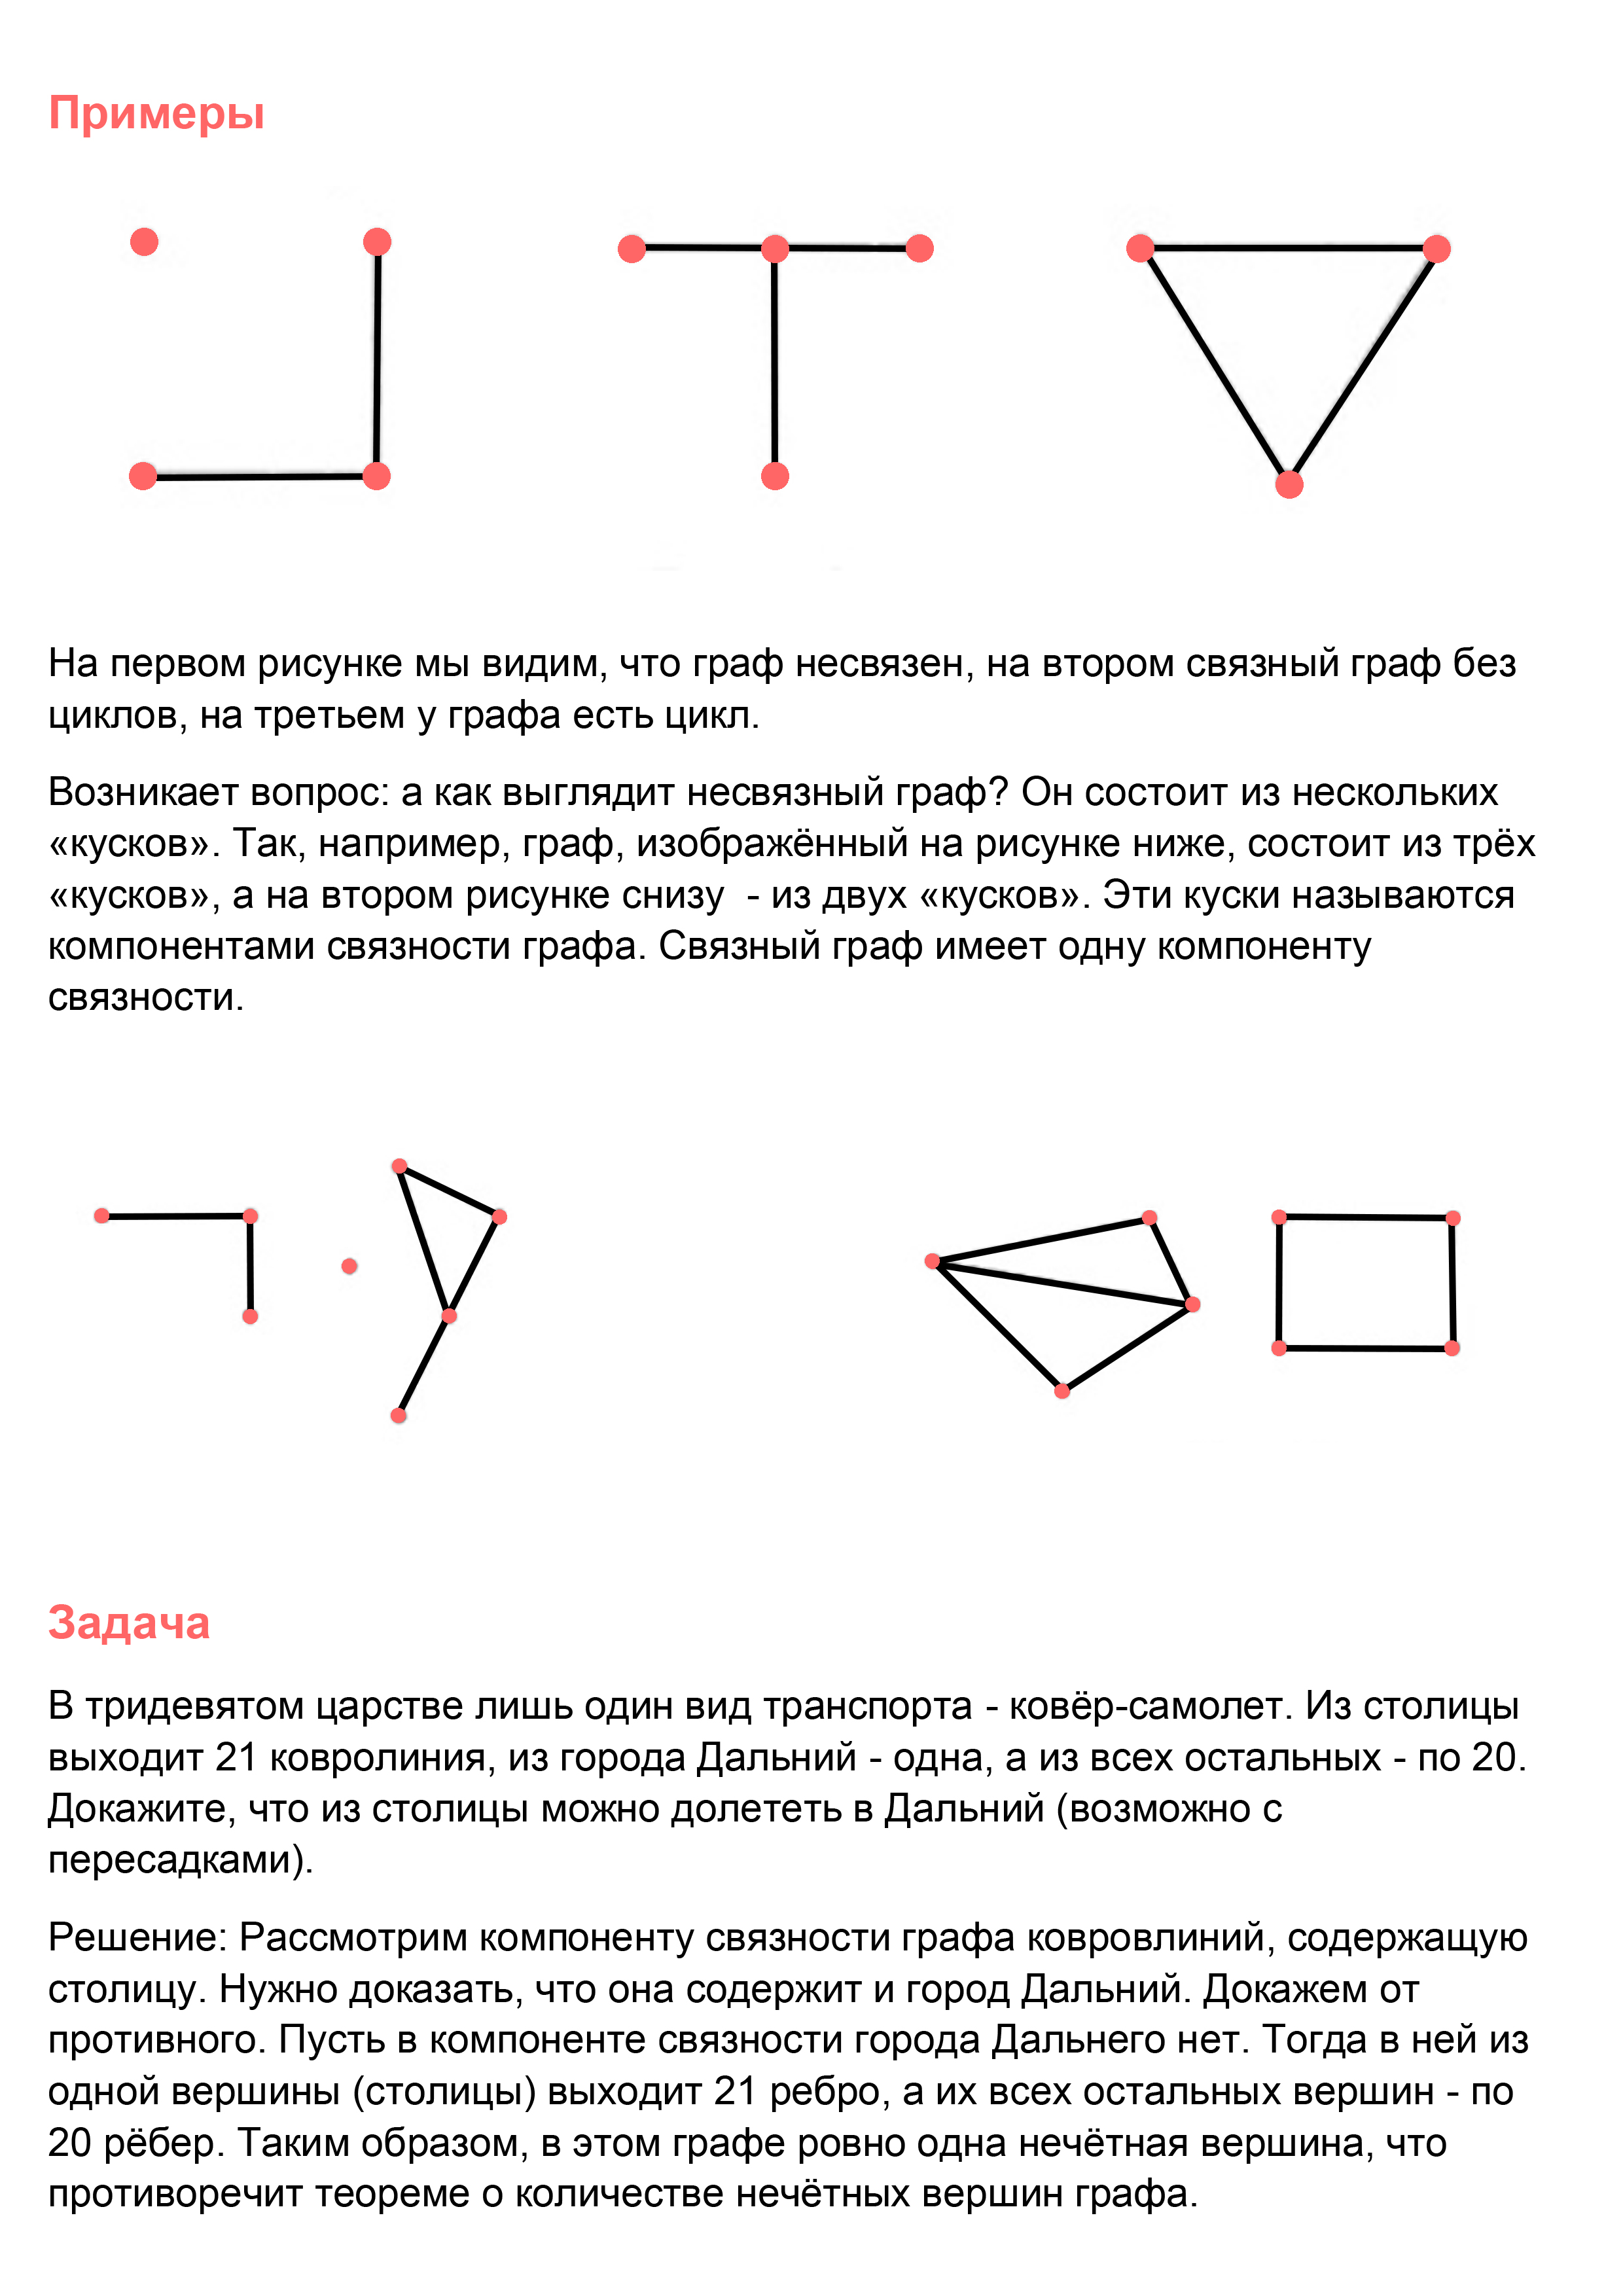 Примеры
На первом рисунке мы видим, что граф несвязен, на втором связный граф без
циклов, на третьем у графа есть цикл.
Возникает вопрос: а как выглядит несвязный граф? Он состоит из нескольких
«кусков». Так, например, граф, изображённый на рисунке ниже, состоит из трёх
«кусков», а на втором рисунке снизу  - из двух «кусков». Эти куски называются
компонентами связности графа. Связный граф имеет одну компоненту
связности.
Задача
В тридевятом царстве лишь один вид транспорта - ковёр-самолет. Из столицы
выходит 21 ковролиния, из города Дальний - одна, а из всех остальных - по 20.
Докажите, что из столицы можно долететь в Дальний (возможно с
пересадками).
Решение: Рассмотрим компоненту связности графа ковровлиний, содержащую
столицу. Нужно доказать, что она содержит и город Дальний. Докажем от
противного. Пусть в компоненте связности города Дальнего нет. Тогда в ней из
одной вершины (столицы) выходит 21 ребро, а их всех остальных вершин - по
20 рёбер. Таким образом, в этом графе ровно одна нечётная вершина, что
противоречит теореме о количестве нечётных вершин графа.